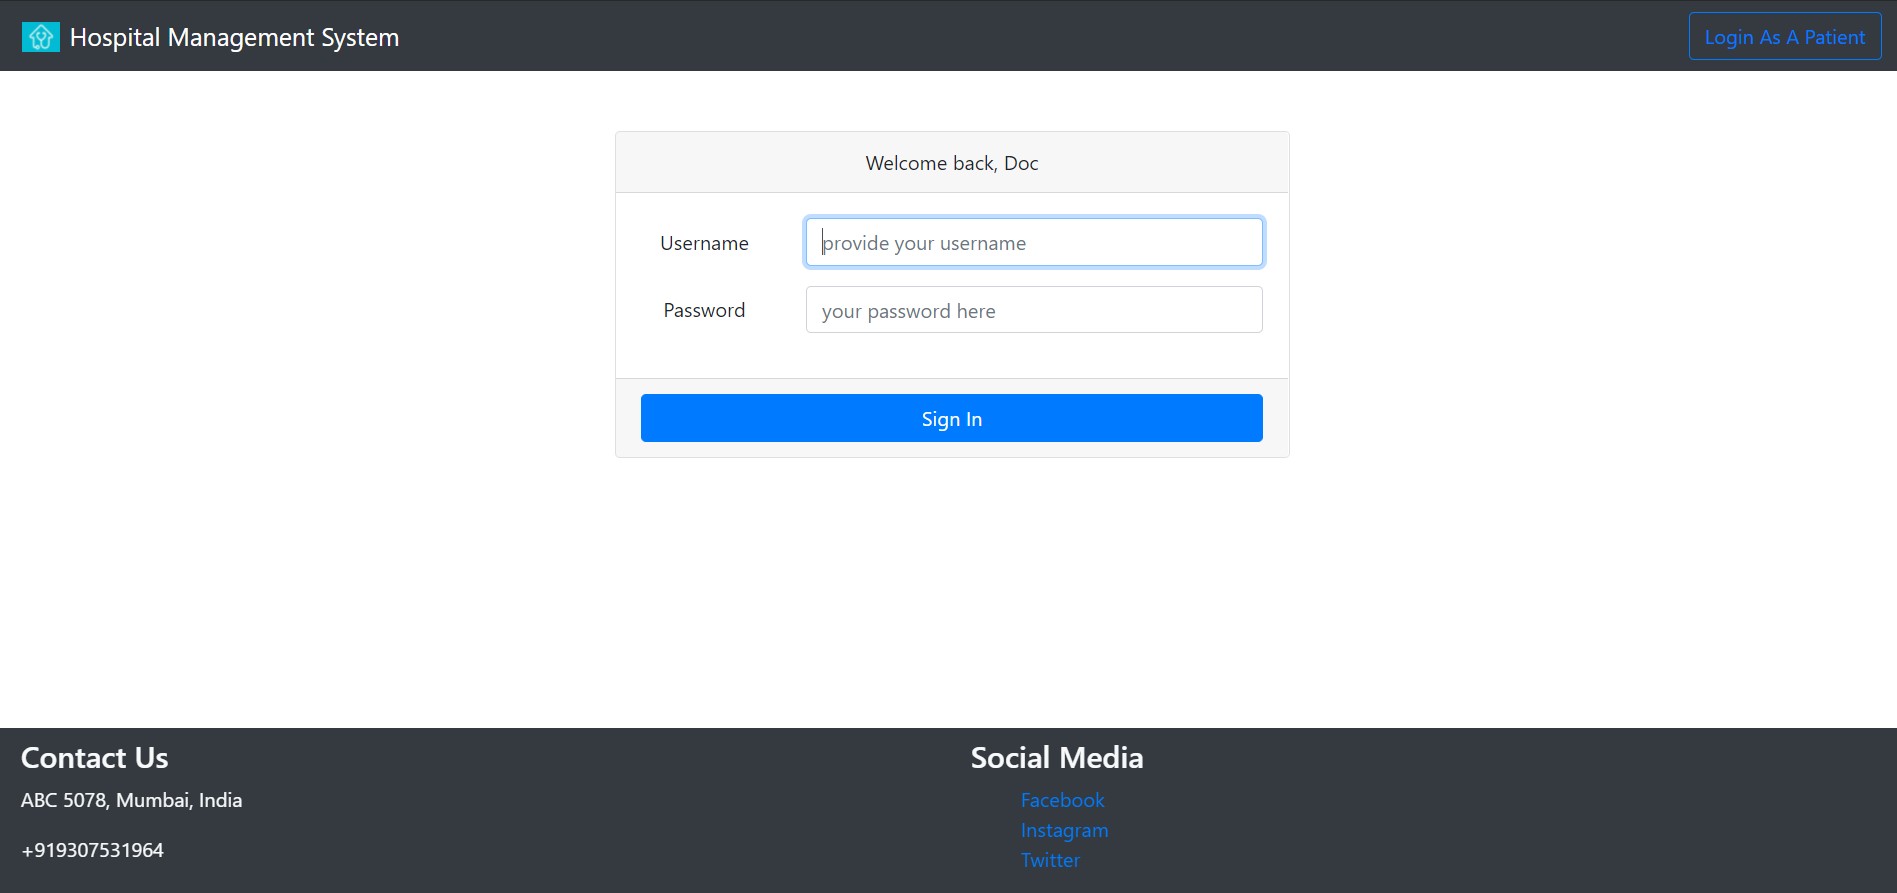 Hospital Management System
Login As A Patient
Welcome back, Doc
Username
provide your username
Password
your password here
Sign In
Contact Us
ABC 5078, Mumbai, India
+919307531964
Social Media
Facebook
Instagram
Twitter